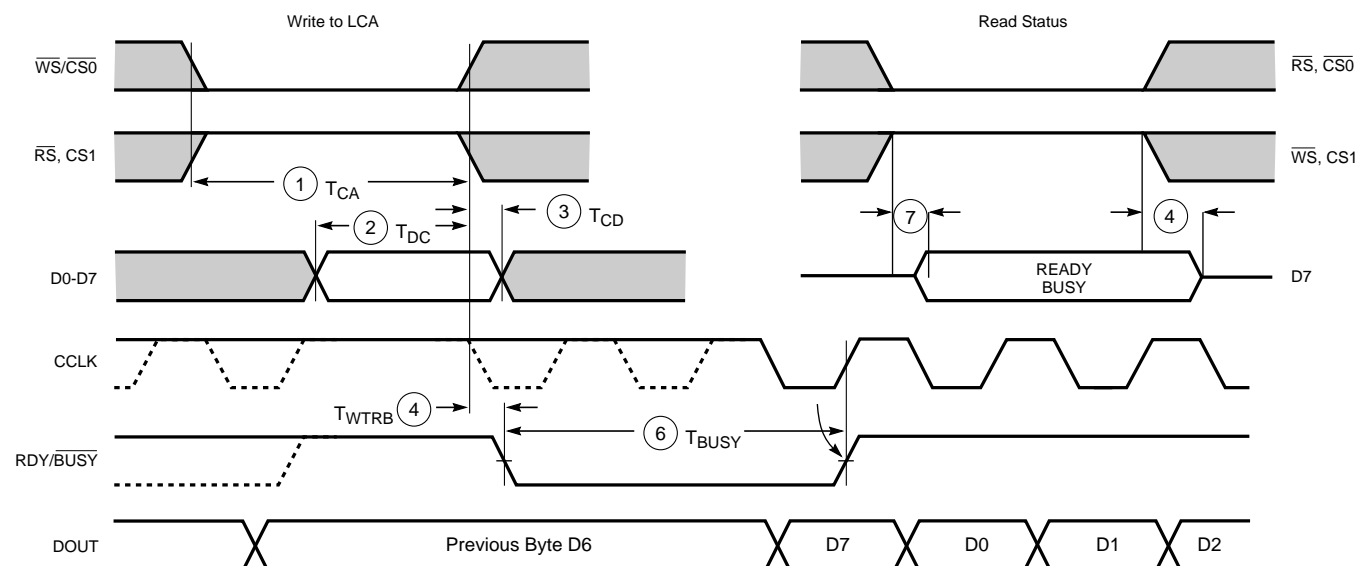 Write to LCA
Read Status
WS/CS0
RS, CS0
RS, CS1
WS, CS1
1 TCA
2 TDC
3 TCD
7
4
D0-D7
READY
BUSY
D7
CCLK
TWTRB 4
6 TBUSY
RDY/BUSY
DOUT
Previous Byte D6
D7
D0
D1
D2